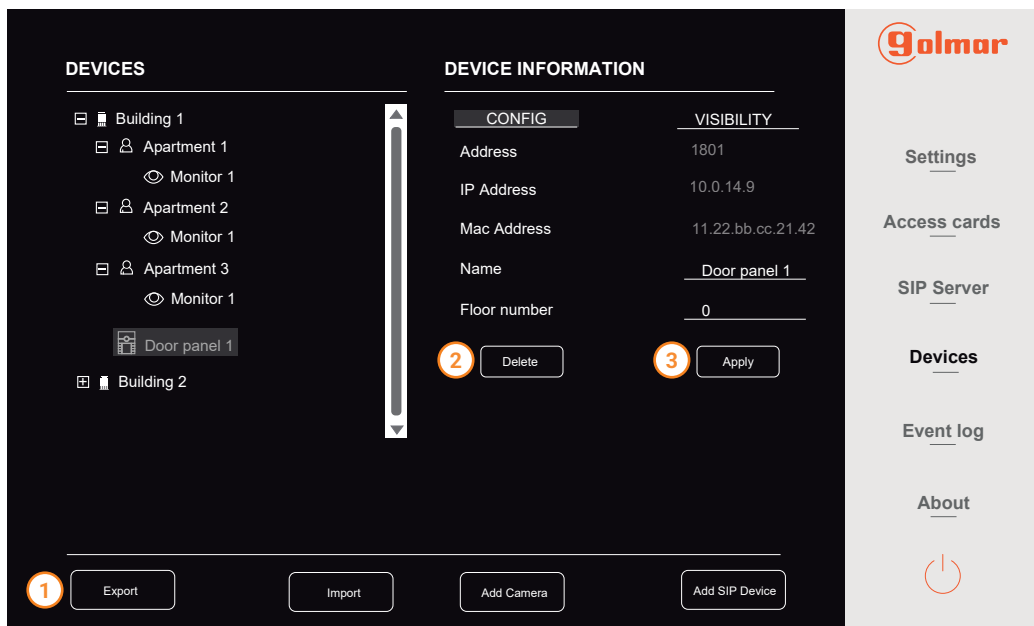 DEVICES
Building 1
Apartment 1
Monitor 1
Apartment 2
Monitor 1
Apartment 3
Monitor 1
Door panel 1
Building 2
DEVICE INFORMATION
CONFIG VISIBILITY
Address 1801
IP Address 10.0.14.9
Mac Address 11.22.bb.cc.21.42
Name Door panel 1
Floor number 0
2 Delete 3 Apply
1 Export Import Add Camera Add SIP Device
golmar
Settings
Access cards
SIP Server
Devices
Event log
About